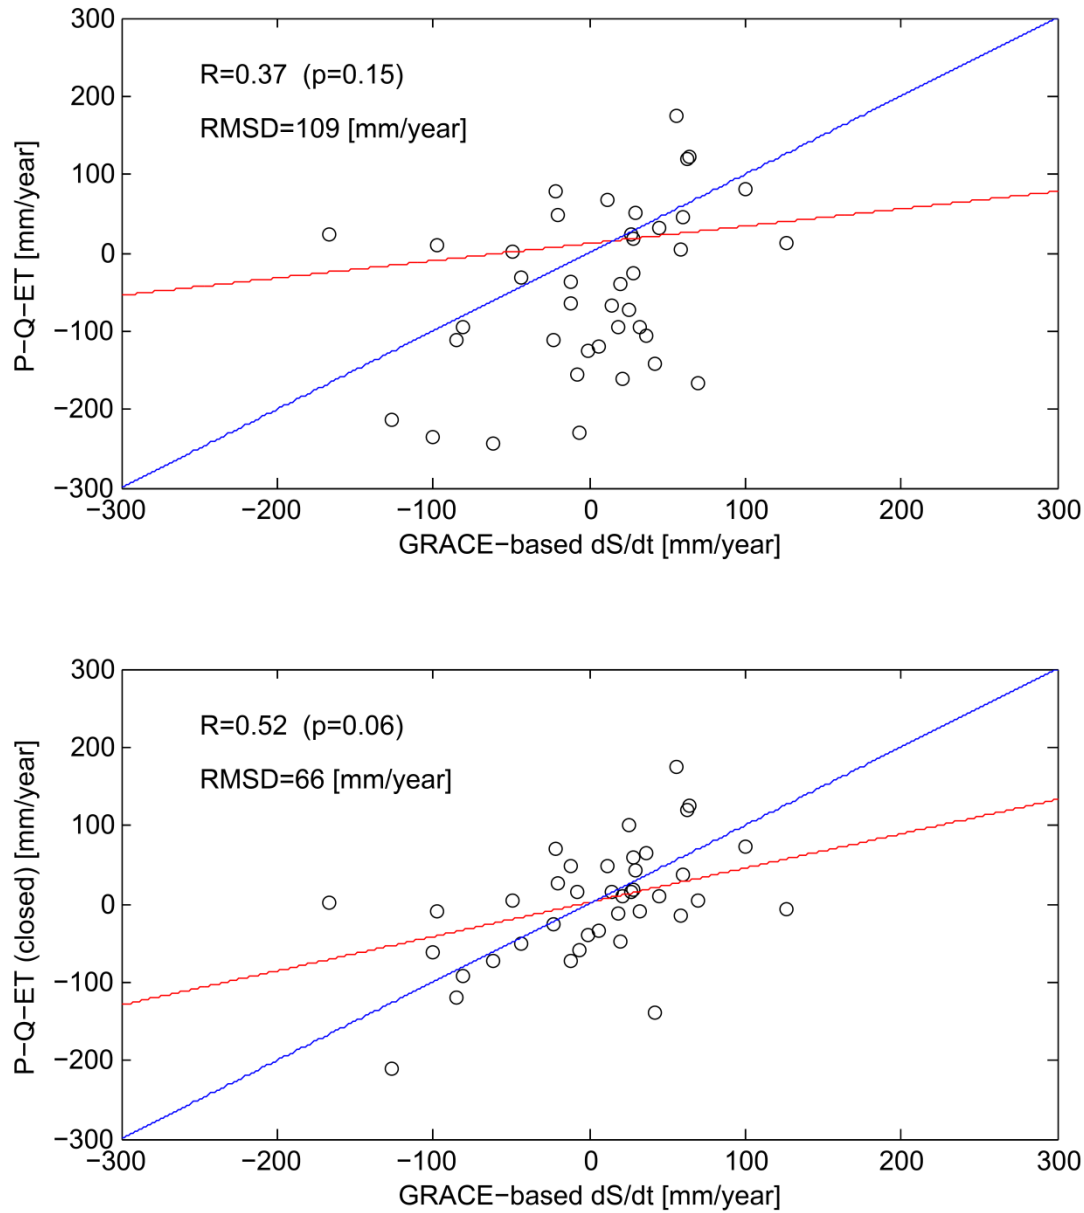 300
200
100
0
−100
−200
−300
P−Q−ET [mm/year]
R=0.37 (p=0.15)
RMSD=109 [mm/year]
−300 −200 −100 0 100 200 300
GRACE−based dS/dt [mm/year]
300
200
100
0
−100
−200
−300
P−Q−ET (closed) [mm/year]
R=0.52 (p=0.06)
RMSD=66 [mm/year]
−300 −200 −100 0 100 200 300
GRACE−based dS/dt [mm/year]